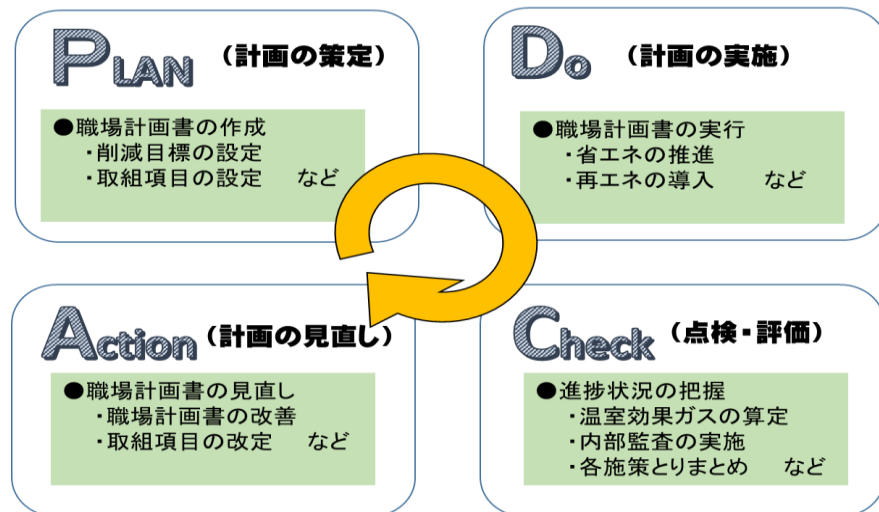 PLAN (計画の策定)
●職場計画書の作成
・削減目標の設定
・取組項目の設定 など
Do (計画の実施)
●職場計画書の実行
・省エネの推進
・再エネの導入 など
Action (計画の見直し)
●職場計画書の見直し
・職場計画書の改善
・取組項目の改定 など
Check (点検・評価)
●進捗状況の把握
・温室効果ガスの算定
・内部監査の実施
・各施策とりまとめ など